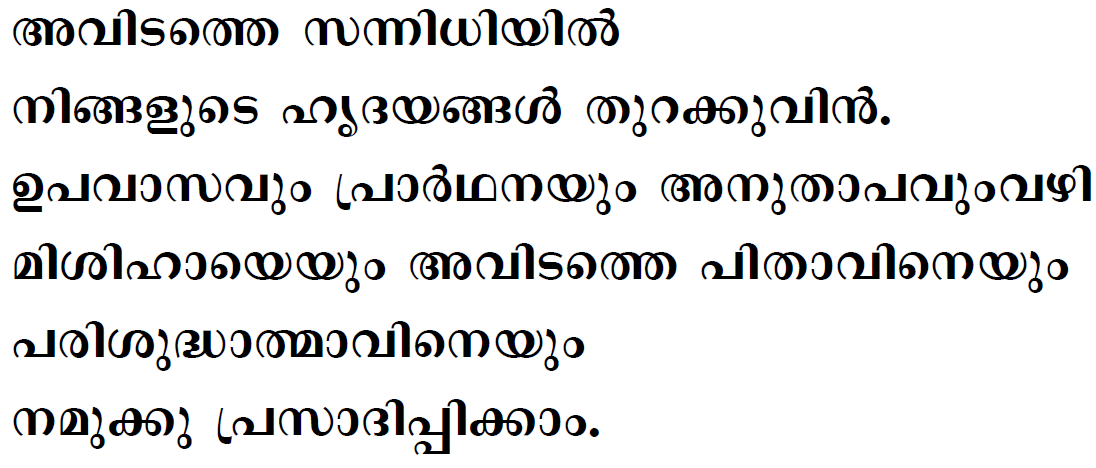 അവിടത്തെ സന്നിധിയിൽ
നിങ്ങളുടെ ഹൃദയങ്ങൾ തുറക്കുവിൻ.
ഉപവാസവും പ്രാർഥനയും അനുതാപവുംവഴി
മിശിഹായെയും അവിടത്തെ പിതാവിനെയും
പരിശുദ്ധാത്മാവിനെയും
നമുക്കു പ്രസാദിപ്പിക്കാം.